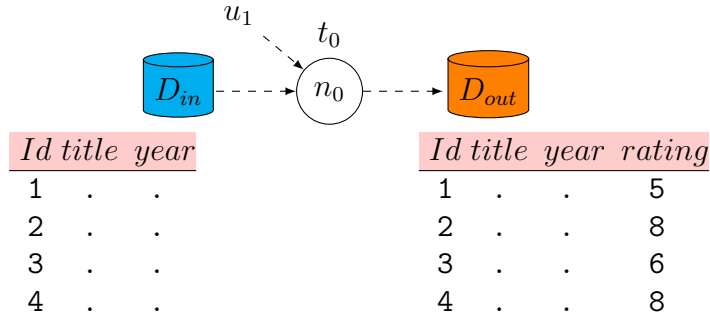 u1
t0
Din
n0
Dout
Id title year
Id title year rating
1 . .
1 . . 5
2 . .
2 . . 8
3 . .
3 . . 6
4 . .
4 . . 8